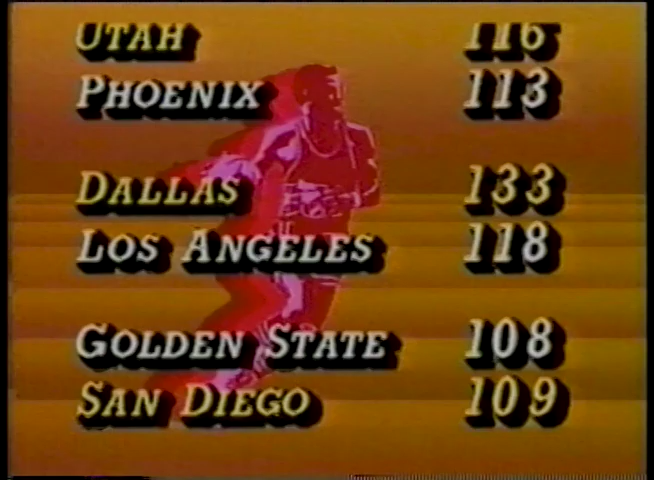 UTAH 116
PHOENIX 113
DALLAS 133
LOS ANGELES 118
GOLDEN STATE 108
SAN DIEGO 109